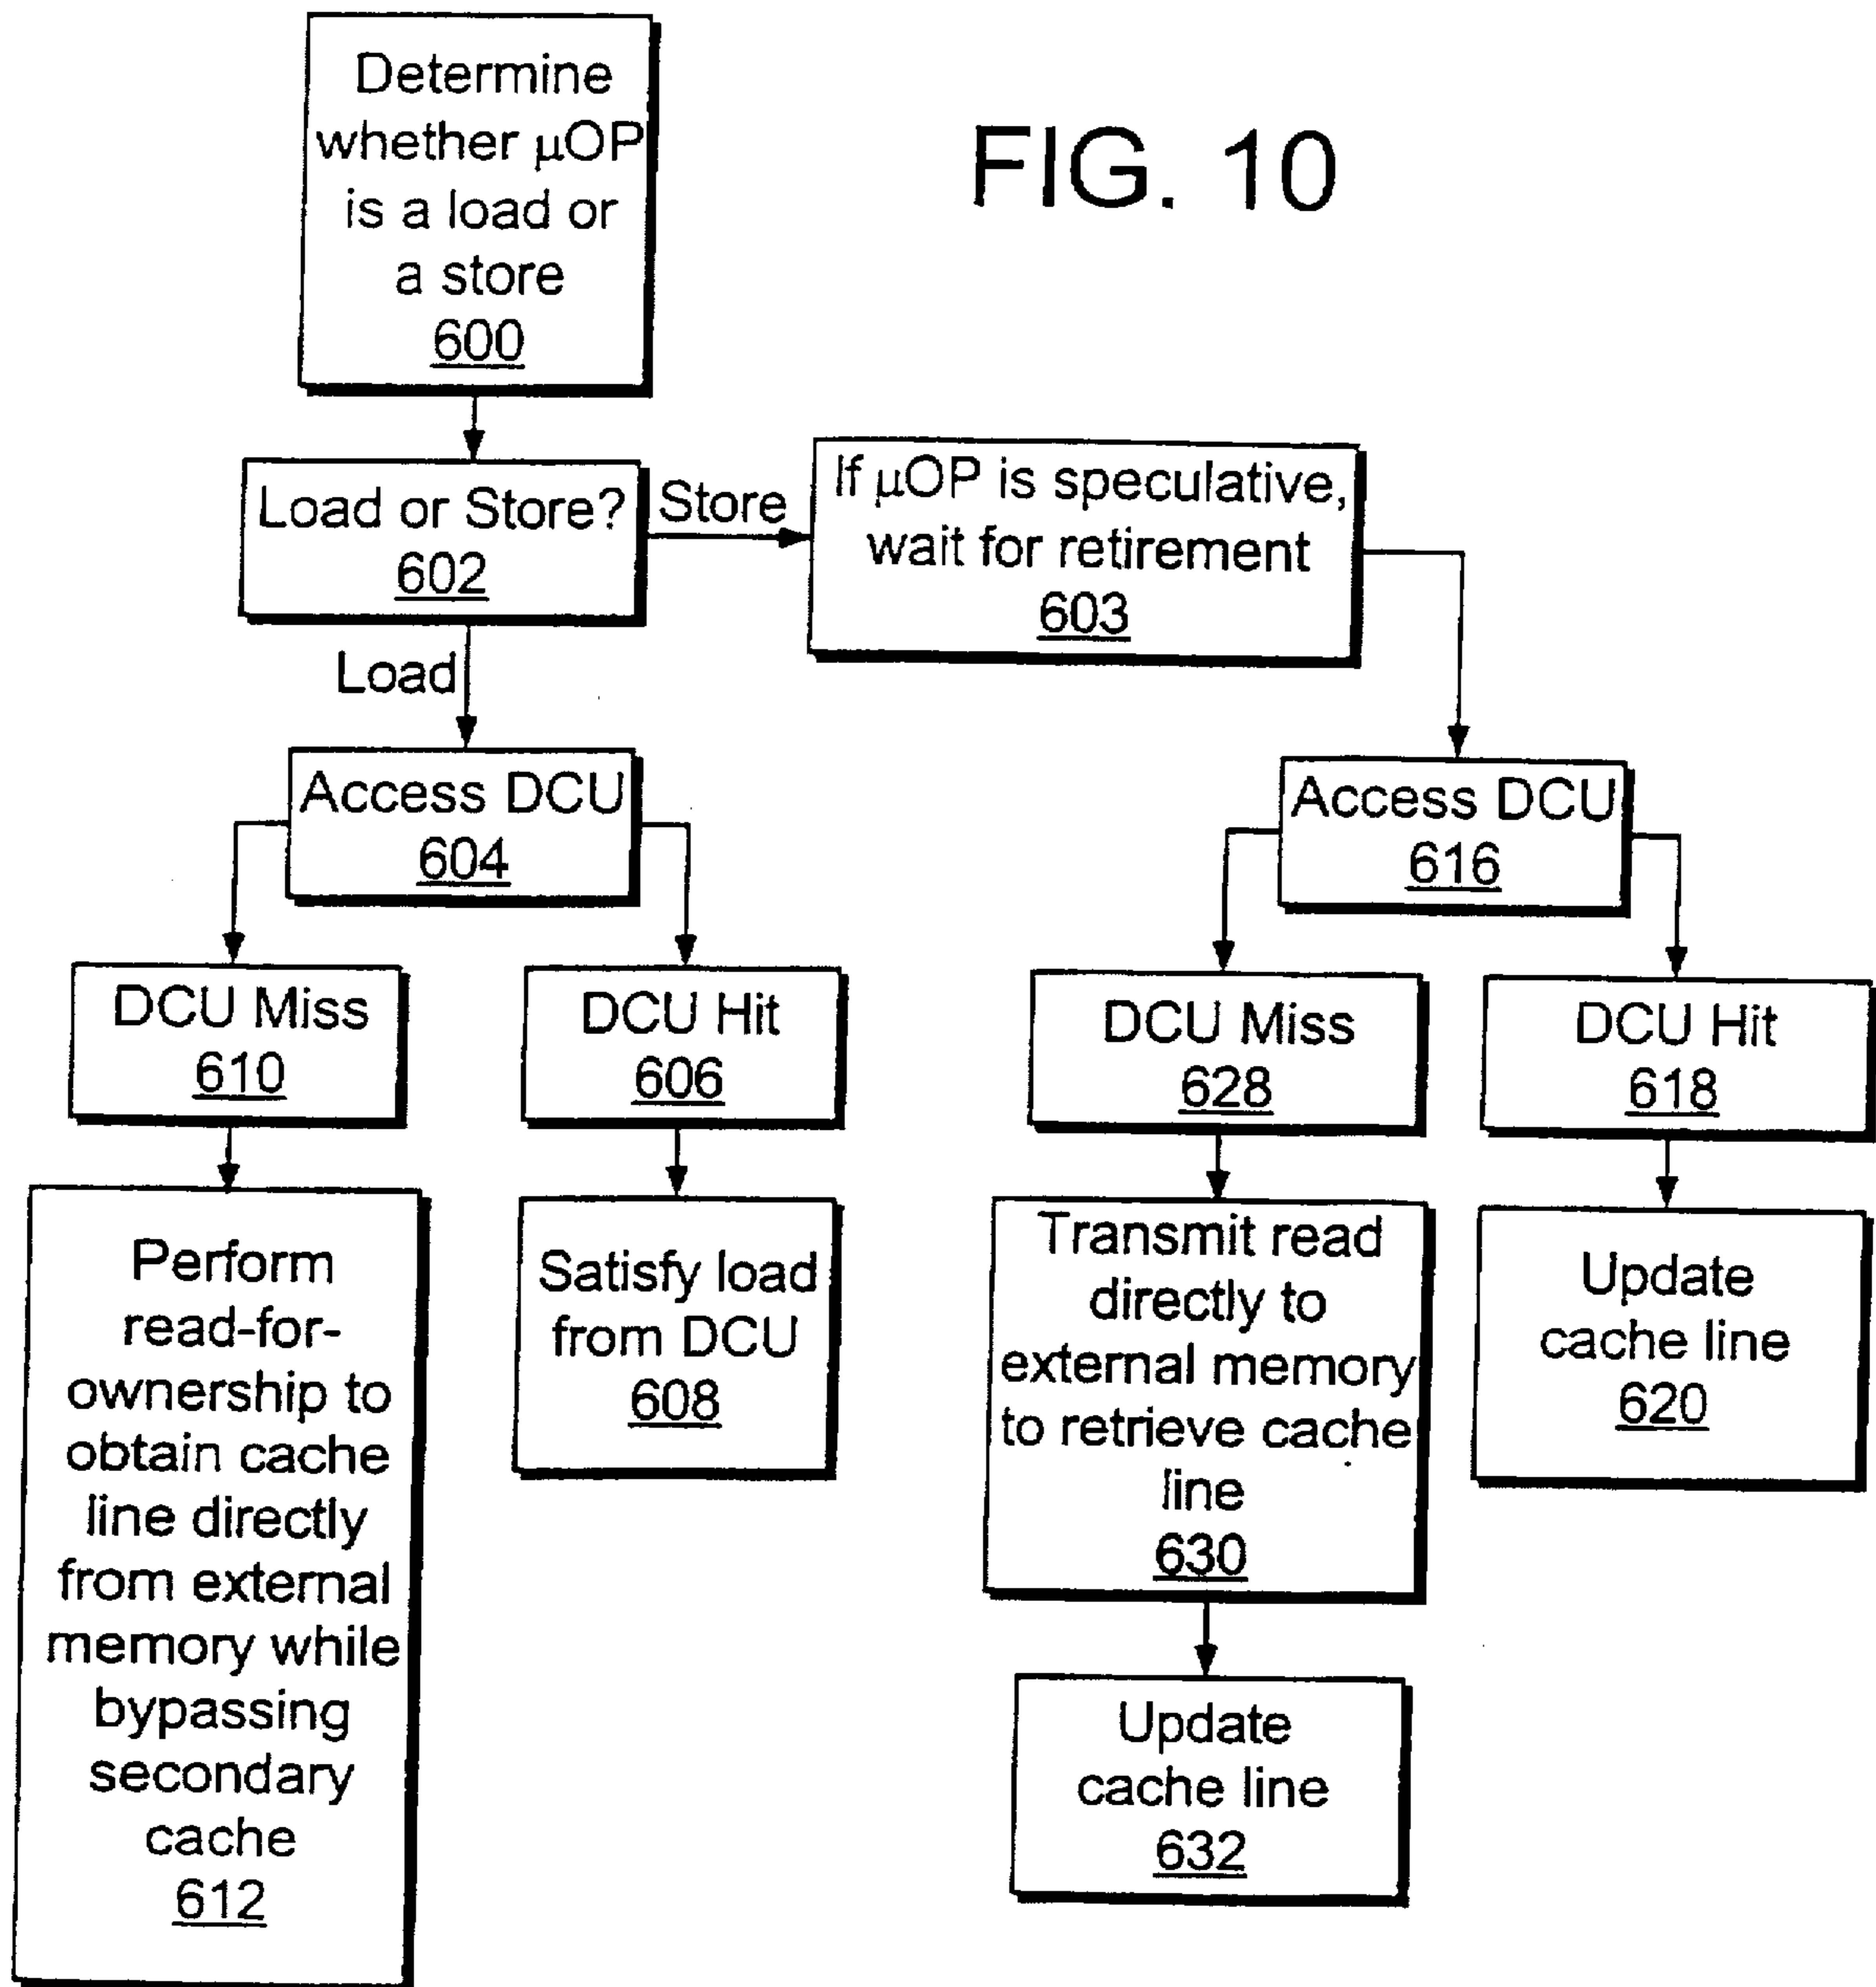 Determine
whether μOP
is a load or
a store
600
FIG. 10
Load or Store?
602
Store
If μOP is speculative,
wait for retirement
603
Load
Access DCU
604
Access DCU
616
DCU Miss
610
DCU Hit
606
DCU Miss
628
DCU Hit
618
Perform
read-for-
ownership to
obtain cache
line directly
from external
memory while
bypassing
secondary
cache
612
Satisfy load
from DCU
608
Transmit read
directly to
external memory
to retrieve cache
line
630
Update
cache line
620
Update
cache line
632